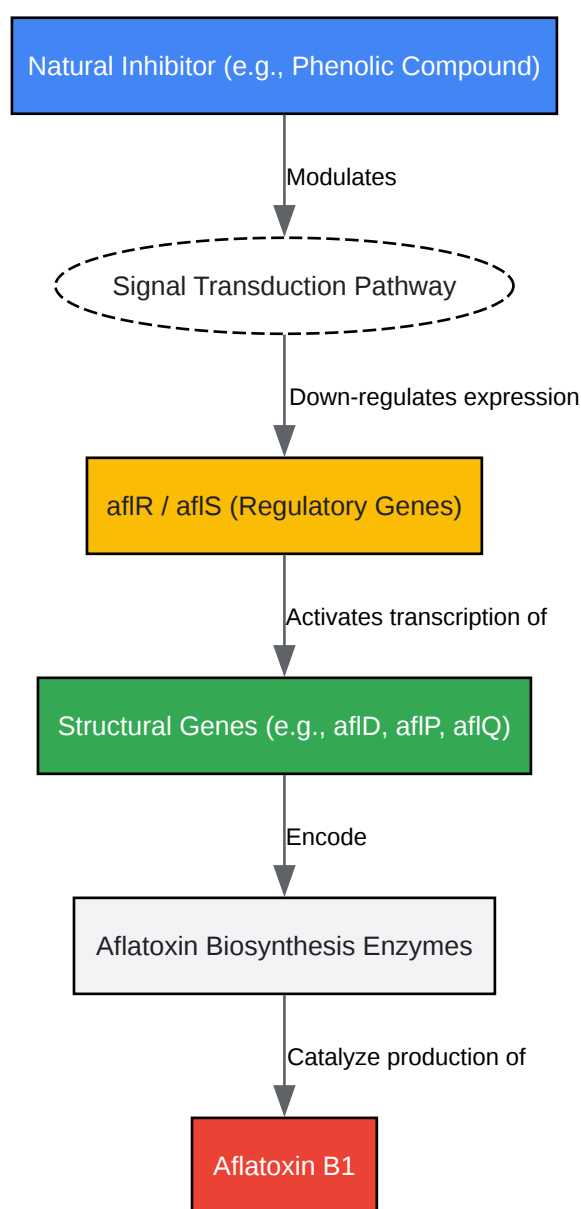 Natural Inhibitor (e.g., Phenolic Compound)
Modulates
Signal Transduction Pathway
Down-regulates expression
aflR / aflS (Regulatory Genes)
Activates transcription of
Structural Genes (e.g., aflD, aflP, aflQ)
Encode
Aflatoxin Biosynthesis Enzymes
Catalyze production of
Aflatoxin B1